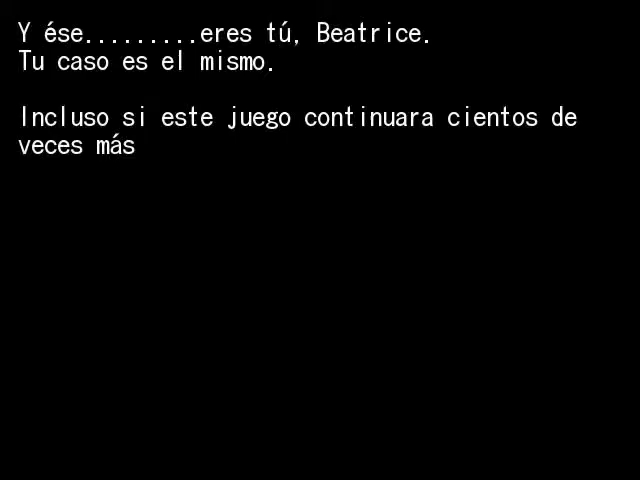 Y ése.........eres tú, Beatrice.
Tu caso es el mismo.
Incluso si este juego continuara cientos de
veces más